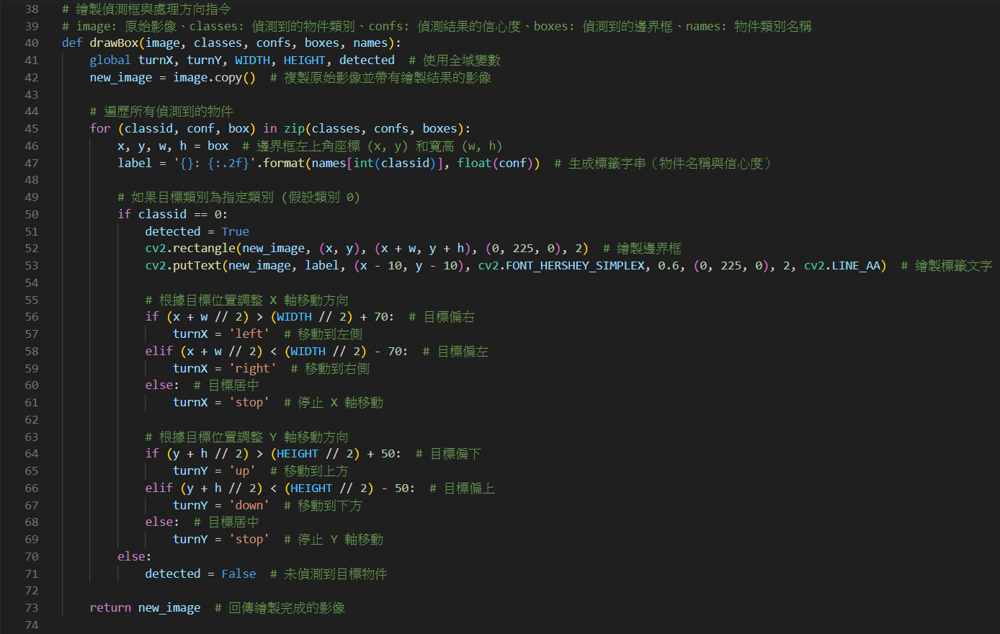 38 # 繪製偵測框與處理方向指令
39 # image: 原始影像、classes: 偵測到的物件類別、confs: 偵測結果的信心度、boxes: 偵測到的邊界框、names: 物件類別名稱
40 def drawBox(image, classes, confs, boxes, names):
41     global turnX, turnY, WIDTH, HEIGHT, detected  # 使用全域變數
42     new_image = image.copy()  # 複製原始影像並帶有繪製結果的影像
43
44     # 遍歷所有偵測到的物件
45     for (classid, conf, box) in zip(classes, confs, boxes):
46         x, y, w, h = box  # 邊界框左上角座標 (x, y) 和寬高 (w, h)
47         label = '{}: {:.2f}'.format(names[int(classid)], float(conf))  # 生成標籤字串（物件名稱與信心度）
48
49         # 如果目標類別為指定類別 (假設類別 0)
50         if classid == 0:
51             detected = True
52             cv2.rectangle(new_image, (x, y), (x + w, y + h), (0, 225, 0), 2)  # 繪製邊界框
53             cv2.putText(new_image, label, (x - 10, y - 10), cv2.FONT_HERSHEY_SIMPLEX, 0.6, (0, 225, 0), 2, cv2.LINE_AA)  # 繪製標籤文字
54
55             # 根據目標位置調整 X 軸移動方向
56             if (x + w // 2) > (WIDTH // 2) + 70:  # 目標偏右
57                 turnX = 'left'  # 移動到左側
58             elif (x + w // 2) < (WIDTH // 2) - 70:  # 目標偏左
59                 turnX = 'right'  # 移動到右側
60             else:  # 目標居中
61                 turnX = 'stop'  # 停止 X 軸移動
62
63             # 根據目標位置調整 Y 軸移動方向
64             if (y + h // 2) > (HEIGHT // 2) + 50:  # 目標偏下
65                 turnY = 'up'  # 移動到上方
66             elif (y + h // 2) < (HEIGHT // 2) - 50:  # 目標偏上
67                 turnY = 'down'  # 移動到下方
68             else:  # 目標居中
69                 turnY = 'stop'  # 停止 Y 軸移動
70         else:
71             detected = False  # 未偵測到目標物件
72
73     return new_image  # 回傳繪製完成的影像
74